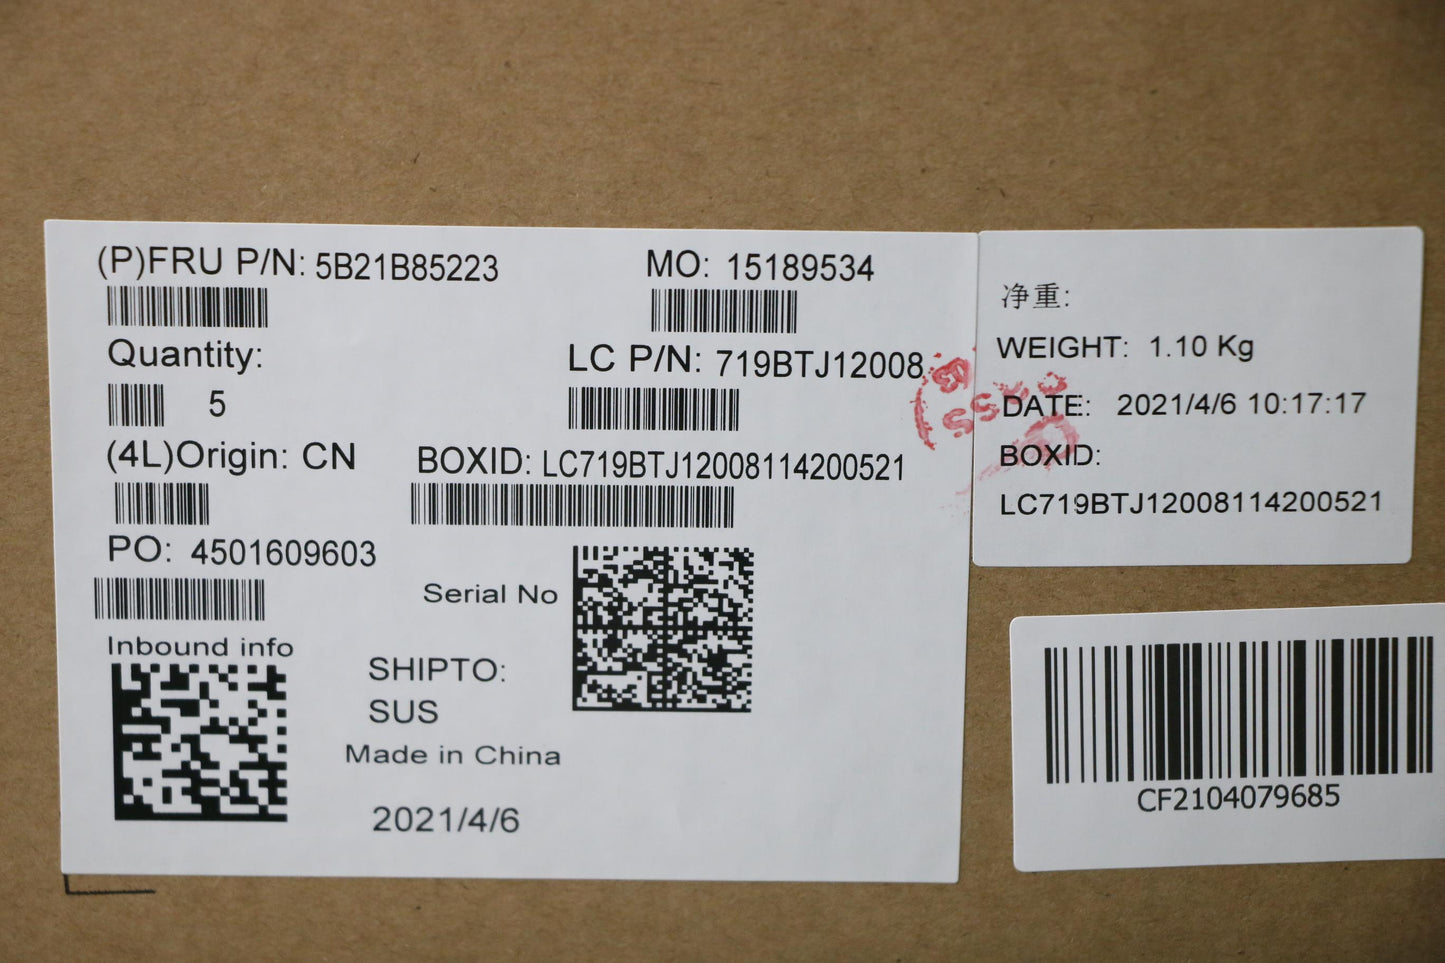 (P)FRU P/N: 5B21B85223
MO: 15189534
Quantity:
5
LC P/N: 719BTJ12008
(4L)Origin: CN
BOXID: LC719BTJ12008114200521
PO: 4501609603
Serial No
Inbound info
SHIPTO:
SUS
Made in China
2021/4/6
净重:
WEIGHT: 1.10 Kg
DATE: 2021/4/6 10:17:17
BOXID:
LC719BTJ12008114200521
CF2104079685